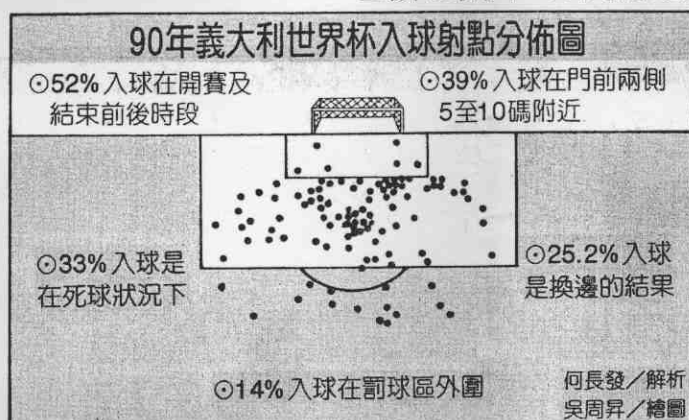 90年義大利世界杯入球射點分佈圖
⊙52%入球在開賽及
結束前後時段
⊙39%入球在門前兩側
5至10碼附近
⊙33%入球是
在死球狀況下
⊙25.2%入球
是換邊的結果
⊙14%入球在罰球區外圍
何長發／解析
吳周昇／繪圖